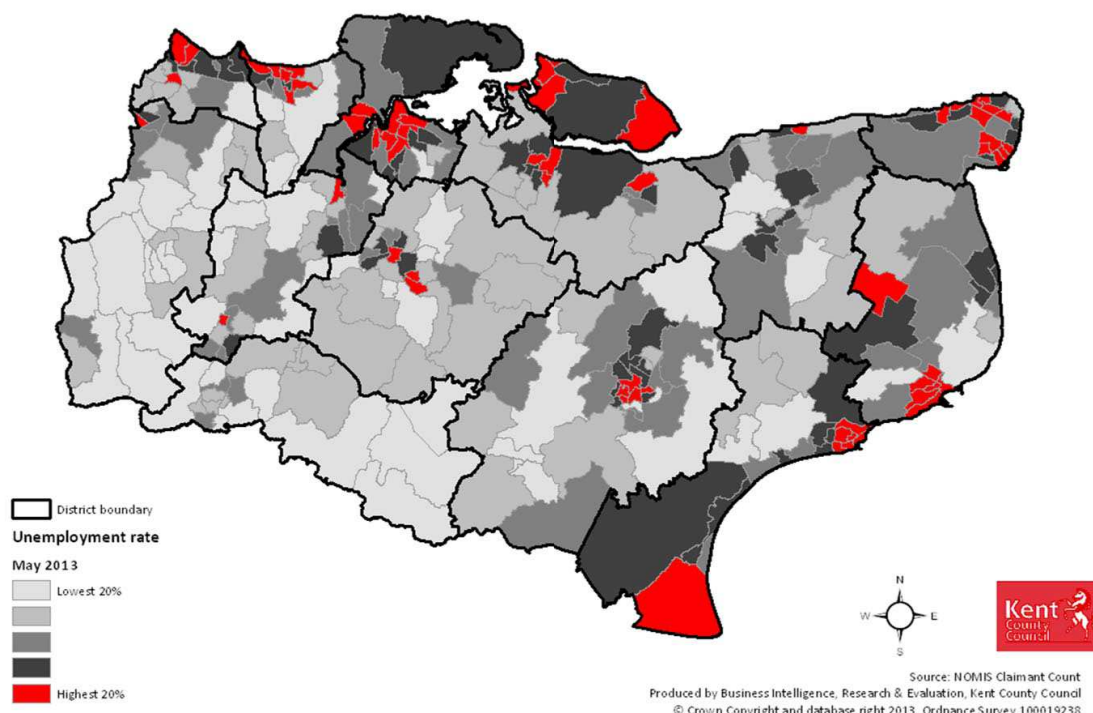 District boundary
Unemployment rate
May 2013
Lowest 20%
Highest 20%
N
W E
S
Kent
County
Council
Source: NOMIS Claimant Count
Produced by Business Intelligence, Research & Evaluation, Kent County Council
© Crown Copyright and database right 2013, Ordnance Survey 100019238